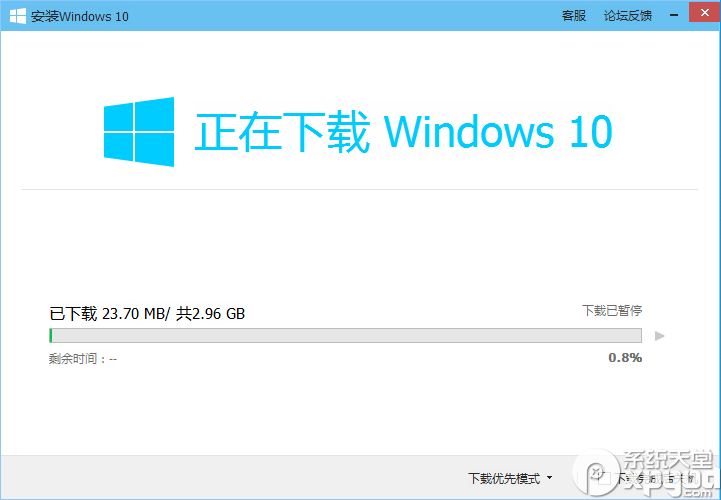 安装Windows 10
客服 论坛反馈
正在下载 Windows 10
已下载 23.70 MB/ 共2.96 GB
下载已暂停
剩余时间：--
0.8%
下载优先模式
系统天堂